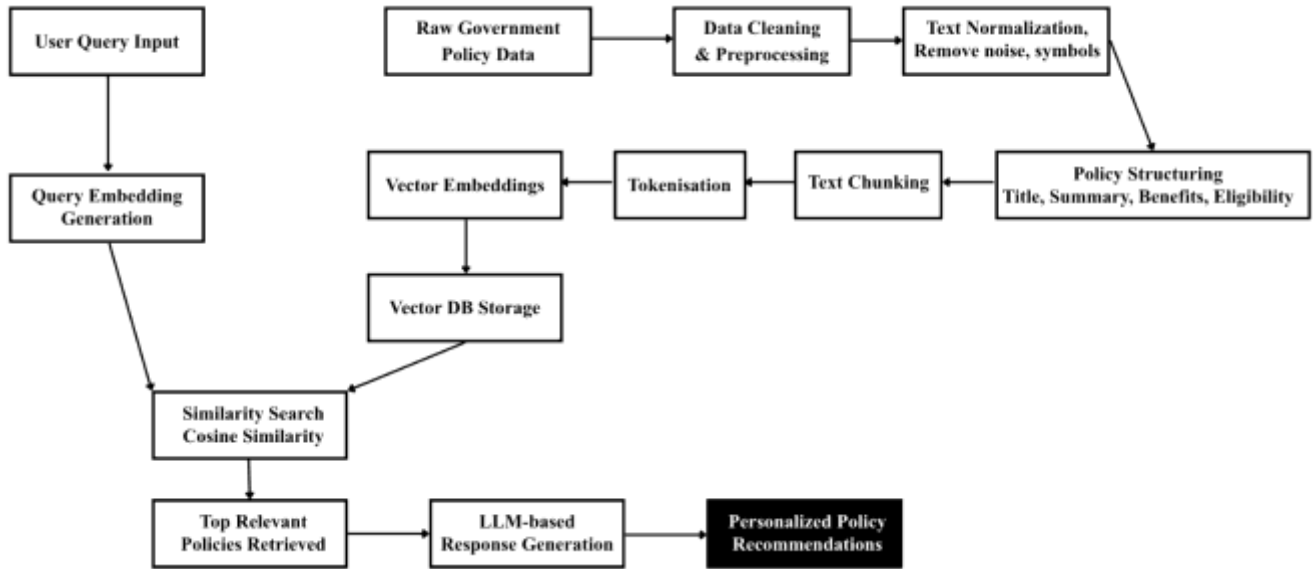 User Query Input
Raw Government
Policy Data
Data Cleaning
& Preprocessing
Text Normalization,
Remove noise, symbols
Policy Structuring
Title, Summary, Benefits, Eligibility
Text Chunking
Tokenisation
Vector Embeddings
Query Embedding
Generation
Vector DB Storage
Similarity Search
Cosine Similarity
Top Relevant
Policies Retrieved
LLM-based
Response Generation
Personalized Policy
Recommendations